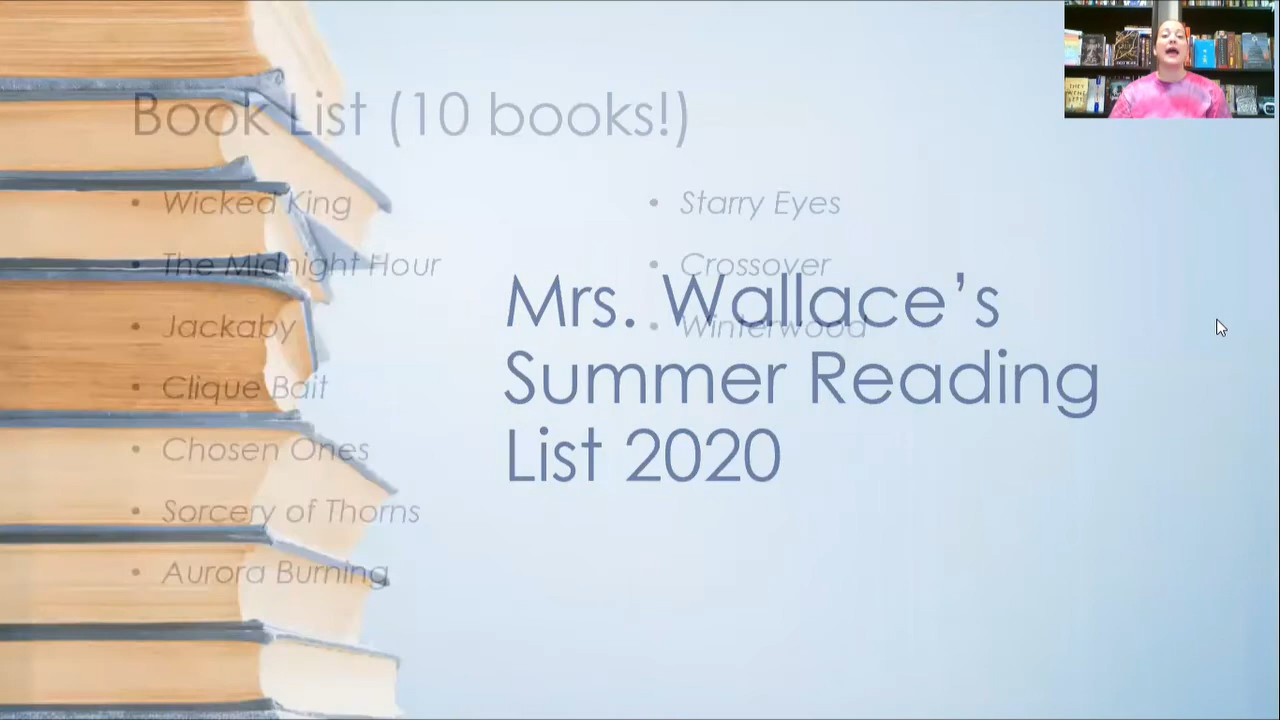 Book List (10 books!)
• Wicked King
• The Midnight Hour
• Jackaby
• Clique Bait
• Chosen Ones
• Sorcery of Thorns
• Aurora Burning
• Starry Eyes
• Crossover
• Winterwood
Mrs. Wallace’s
Summer Reading
List 2020